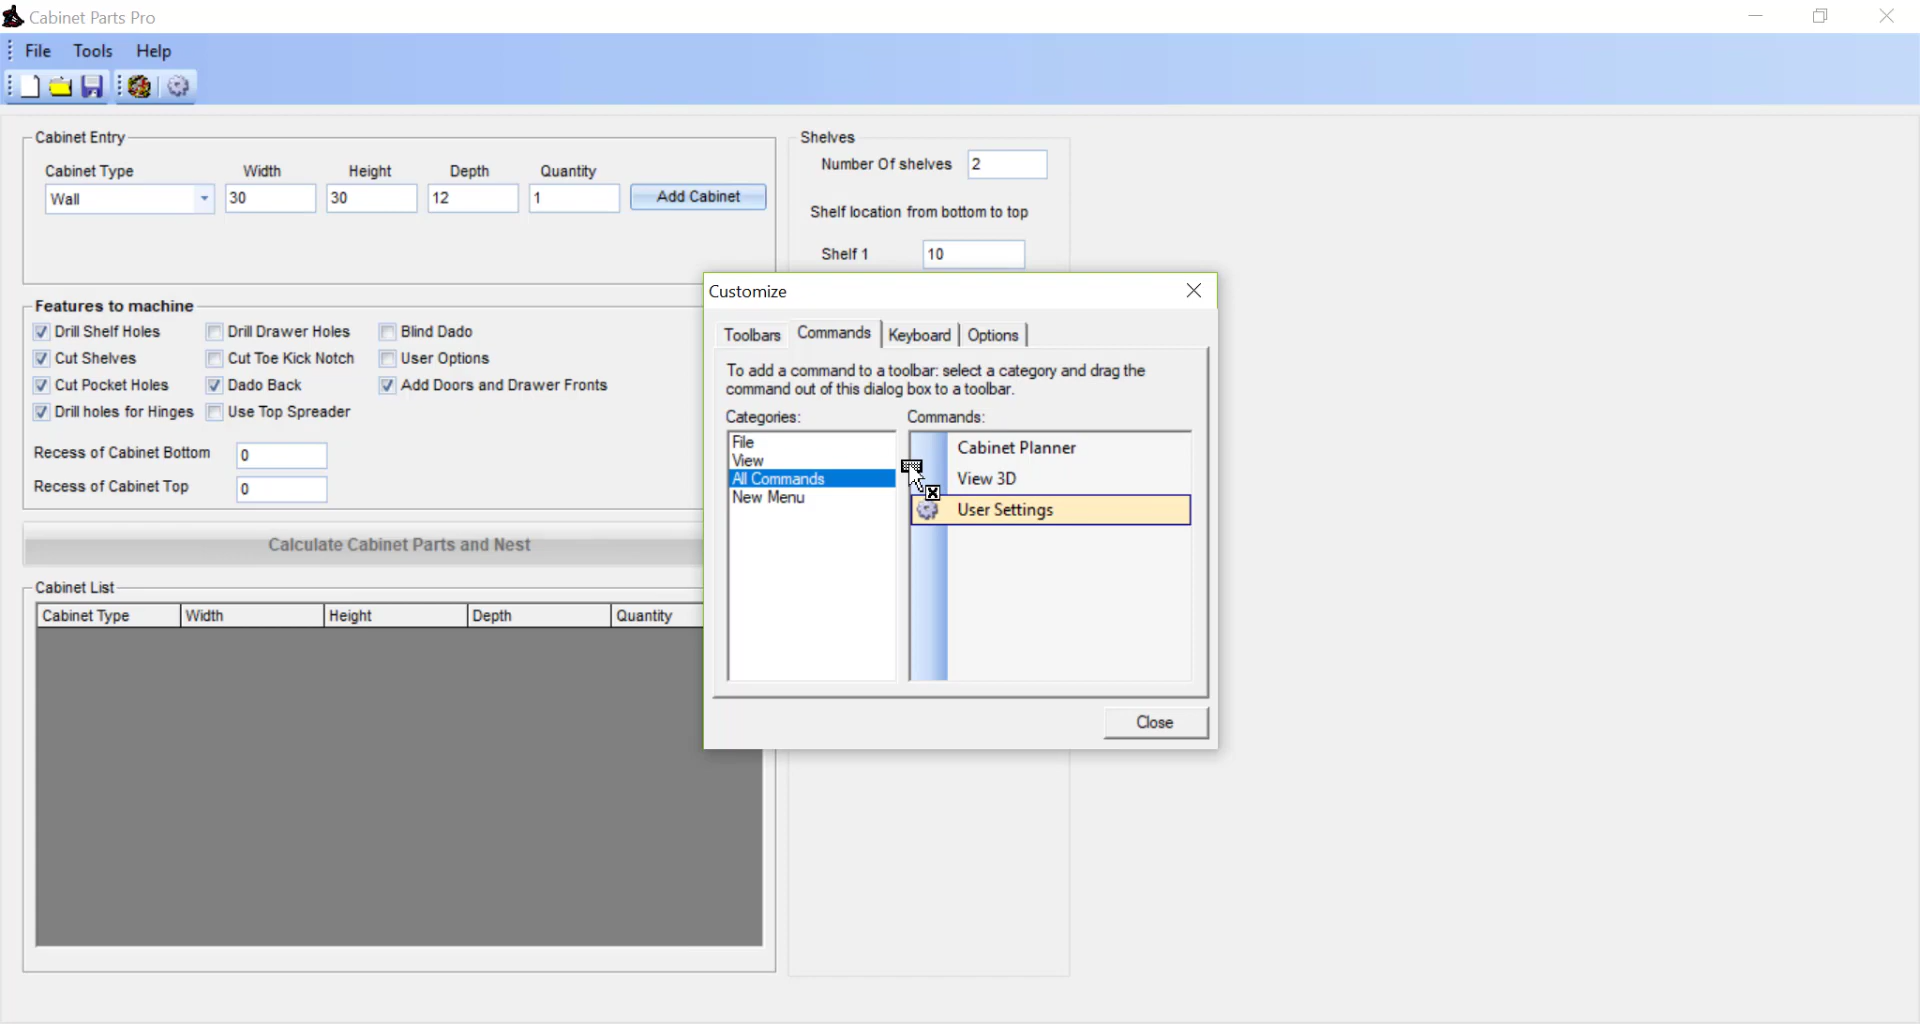 Cabinet Parts Pro
File Tools Help
Cabinet Entry
Cabinet Type Width Height Depth Quantity
Wall 30 30 12 1 Add Cabinet
Shelves
Number Of shelves 2
Shelf location from bottom to top
Shelf 1 10
Features to machine
Drill Shelf Holes Drill Drawer Holes Blind Dado
Cut Shelves Cut Toe Kick Notch User Options
Cut Pocket Holes Dado Back Add Doors and Drawer Fronts
Drill holes for Hinges Use Top Spreader
Recess of Cabinet Bottom 0
Recess of Cabinet Top 0
Calculate Cabinet Parts and Nest
Cabinet List
Cabinet Type Width Height Depth Quantity
Customize
Toolbars Commands Keyboard Options
To add a command to a toolbar: select a category and drag the
command out of this dialog box to a toolbar.
Categories: Commands:
File
View
All Commands
New Menu
Cabinet Planner
View 3D
User Settings
Close